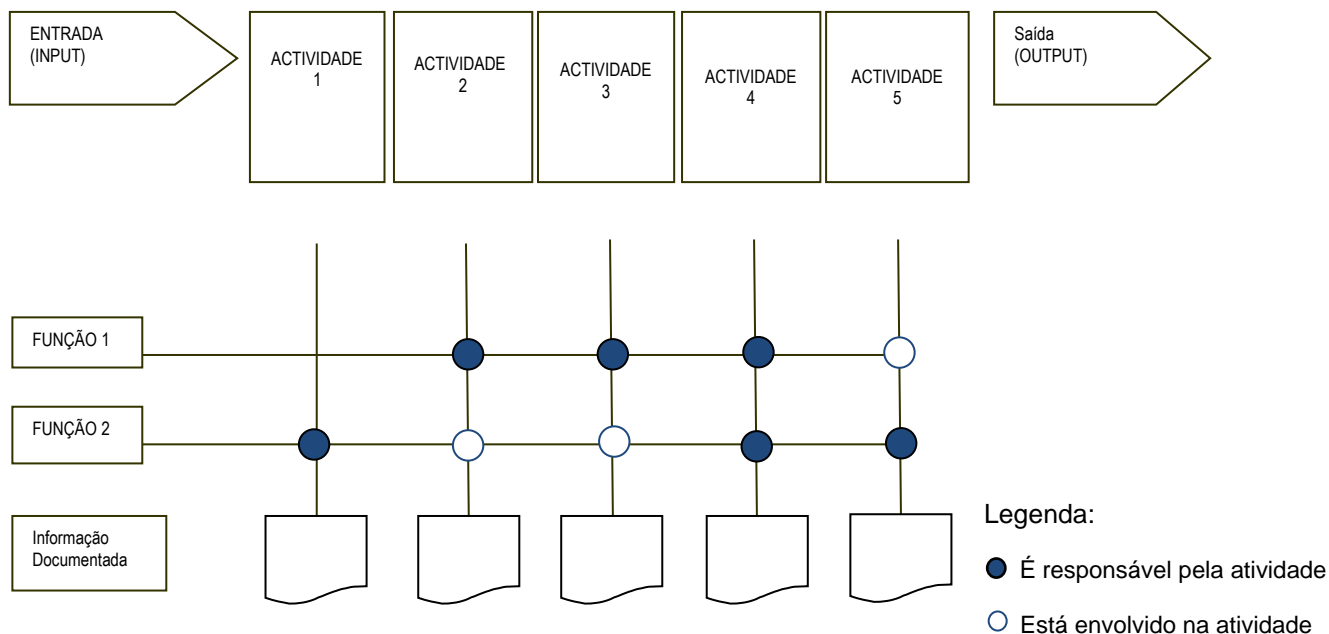 ENTRADA
(INPUT)
ACTIVIDADE
1
ACTIVIDADE
2
ACTIVIDADE
3
ACTIVIDADE
4
ACTIVIDADE
5
Saída
(OUTPUT)
FUNÇÃO 1
FUNÇÃO 2
Informação
Documentada
Legenda:
É responsável pela atividade
Está envolvido na atividade